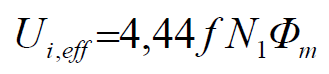 U_{i,eff}=4,44 f N_1 Φ_m